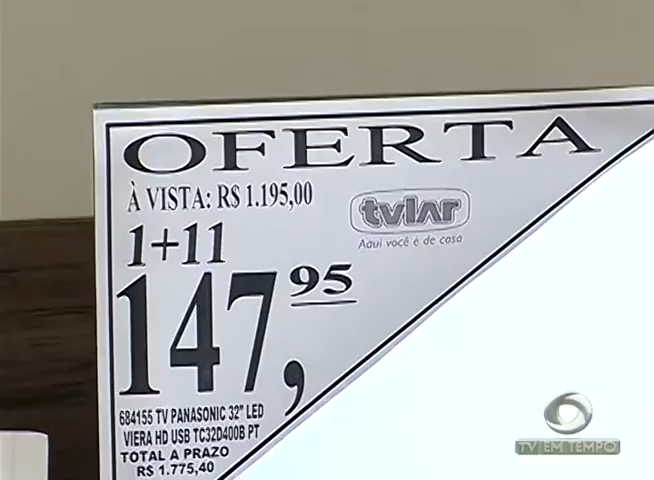 OFERTA
À VISTA: R$ 1.195,00
tvlar
Aqui você é de casa
1+11
147,95
684155 TV PANASONIC 32" LED
VIERA HD USB TC32D400B PT
TOTAL A PRAZO
R$ 1.775,40
TV EM TEMPO